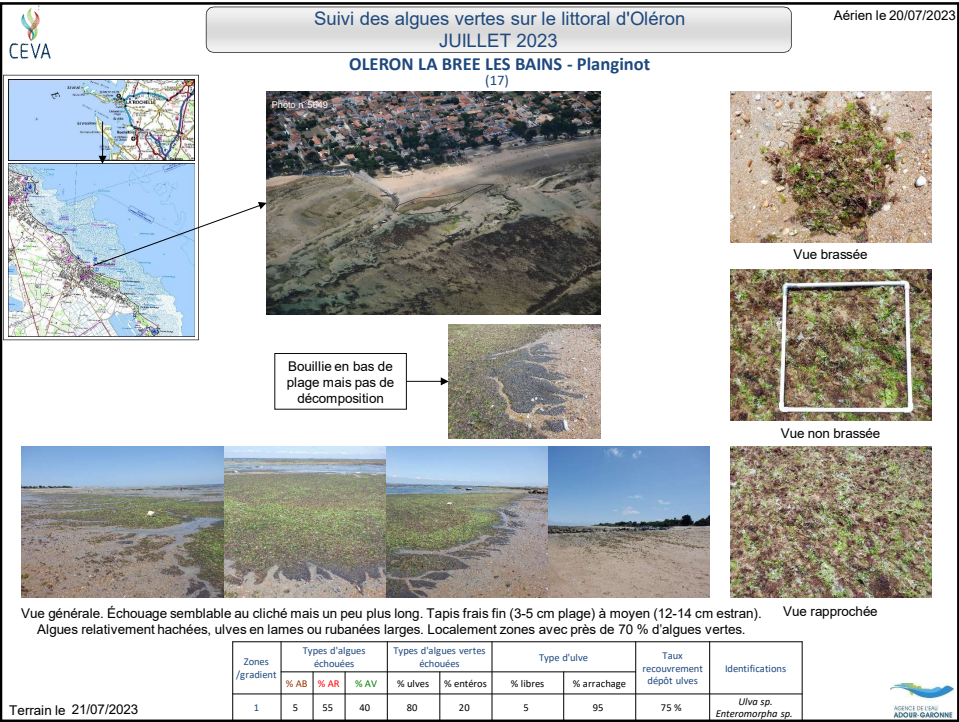 CEVA
Suivi des algues vertes sur le littoral d'Oléron
JUILLET 2023
Aérien le 20/07/2023
OLERON LA BREE LES BAINS - Planginot
(17)
LA ROCHELLE
Photo n°5049
Vue brassée
Bouillie en bas de
plage mais pas de
décomposition
Vue non brassée
Vue générale. Échouage semblable au cliché mais un peu plus long. Tapis frais fin (3-5 cm plage) à moyen (12-14 cm estran).
Algues relativement hachées, ulves en lames ou rubanées larges. Localement zones avec près de 70 % d'algues vertes.
Vue rapprochée
Zones
/gradient
Types d'algues
échouées
Types d'algues vertes
échouées
Type d'ulve
Taux
recouvrement
dépôt ulves
Identifications
% AB % AR % AV % ulves % entéros % libres % arrachage
1 5 55 40 80 20 5 95 75 % Ulva sp.
Enteromorpha sp.
Terrain le 21/07/2023
AGENCE DE L'EAU
ADOUR-GARONNE